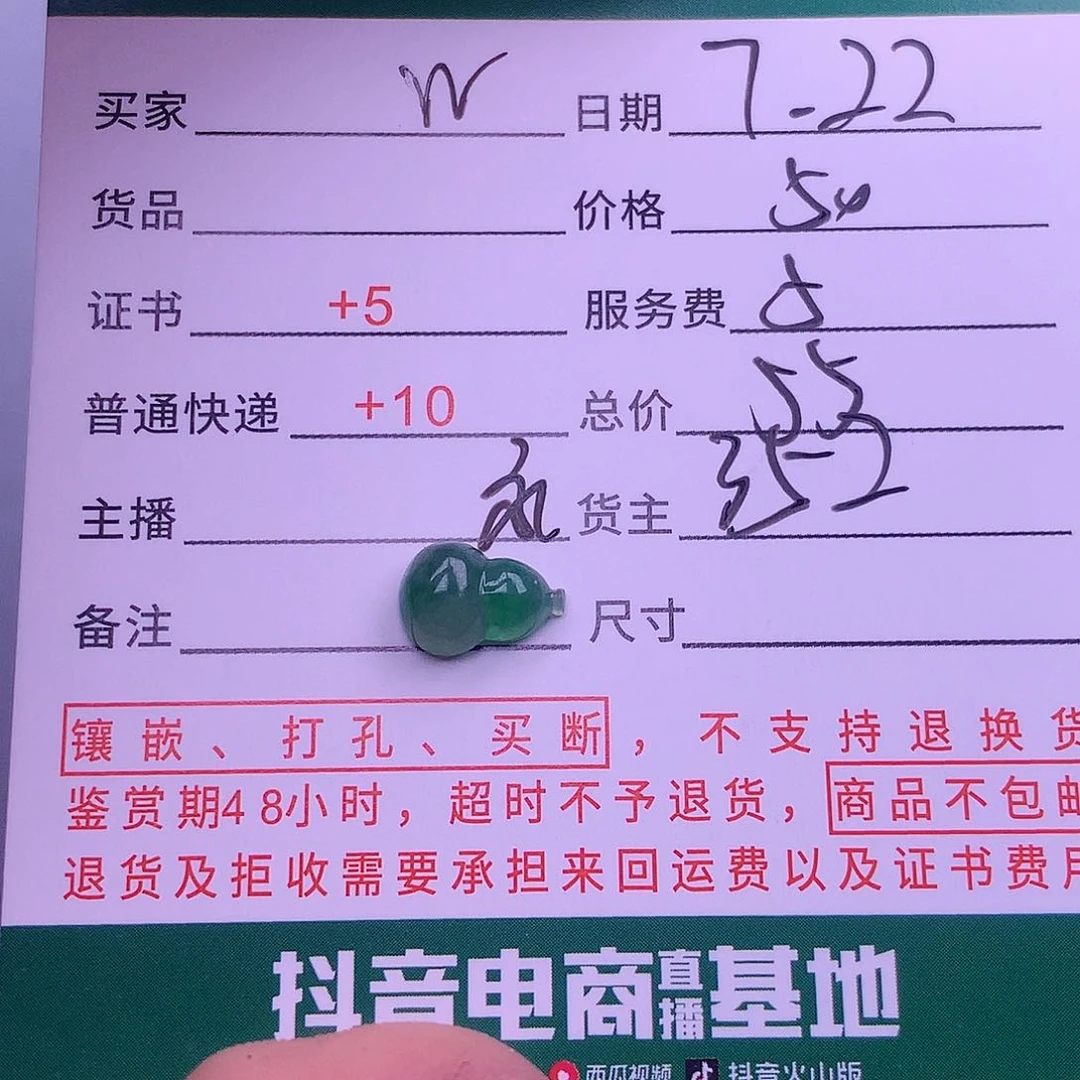 买家 W 日期 7-22
货品 价格 50
证书 +5 服务费 5
普通快递 +10 总价 55
主播 货主
备注 尺寸
镶嵌、打孔、买断，不支持退换货
鉴赏期48小时，超时不予退货，商品不包邮
退货及拒收需要承担来回运费以及证书费用
抖音电商直播基地
西瓜视频 抖音火山版